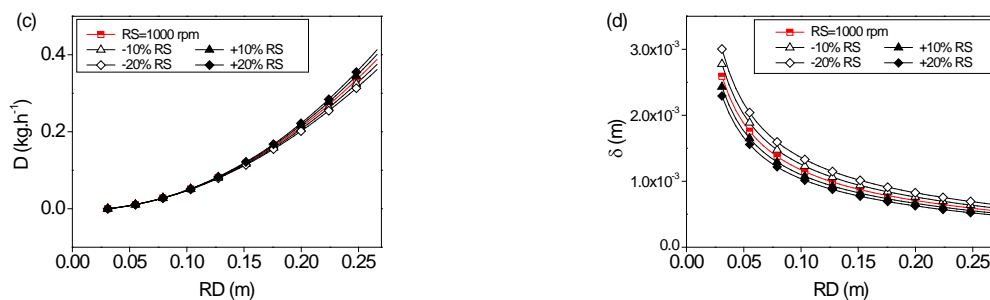 (c)
RS=1000 rpm
-10% RS +10% RS
-20% RS +20% RS
0.4
0.2
0.0
D (kg.h⁻¹)
0.00 0.05 0.10 0.15 0.20 0.25
RD (m)
(d)
RS=1000 rpm
-10% RS +10% RS
-20% RS +20% RS
3.0x10⁻³
2.0x10⁻³
1.0x10⁻³
0.0
δ (m)
0.00 0.05 0.10 0.15 0.20 0.25
RD (m)